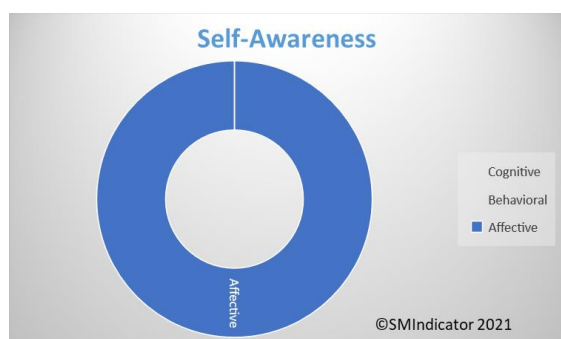 Self-Awareness
Cognitive
Behavioral
Affective
Affective
©SMIndicator 2021